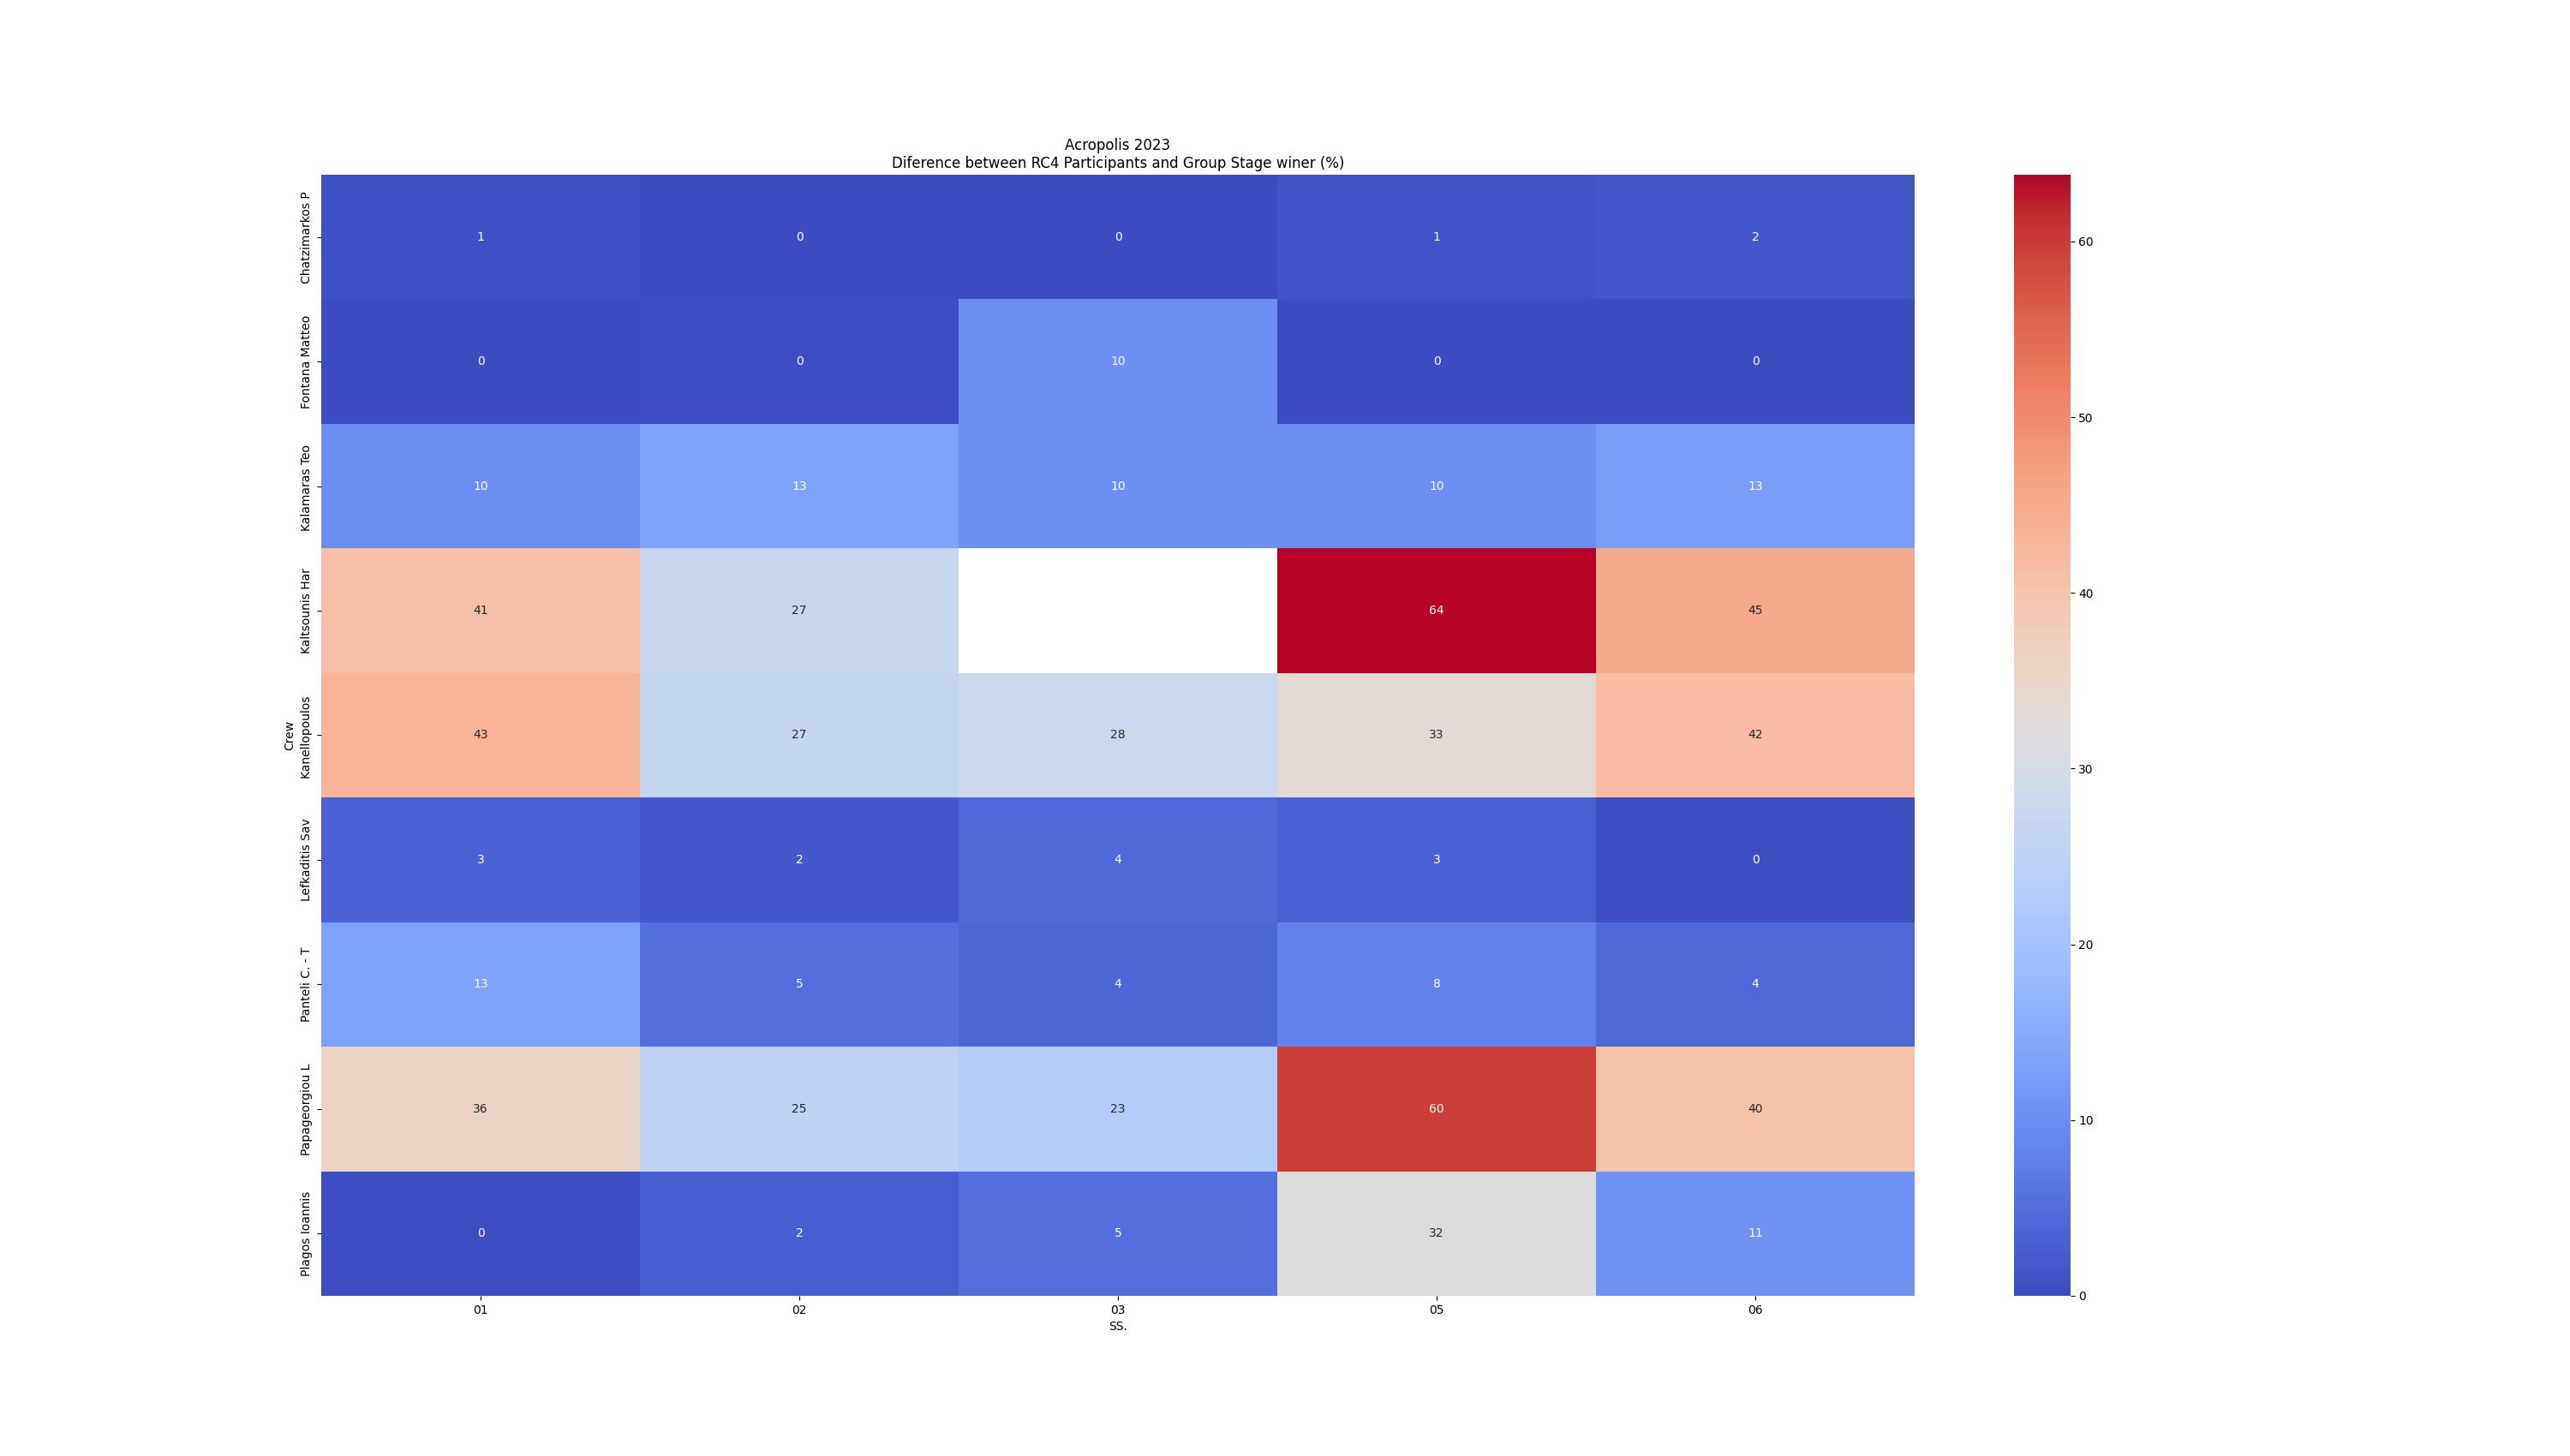 Acropolis 2023
Diference between RC4 Participants and Group Stage winer (%)
Chatzimarkos P 1 0 0 1 2
Fontana Matteo 0 0 10 0 0
Kalamaras Teo 10 13 10 10 13
Kaltsounis Har 41 27 64 45
Crew
Kanellopoulos 43 27 28 33 42
Lefkaditis Sav 3 2 4 3 0
Panteli C. - T 13 5 4 8 4
Papageorgiou L 36 25 23 60 40
Plagos Ioannis 0 2 5 32 11
01 02 03 05 06
SS.
60
50
40
30
20
10
0